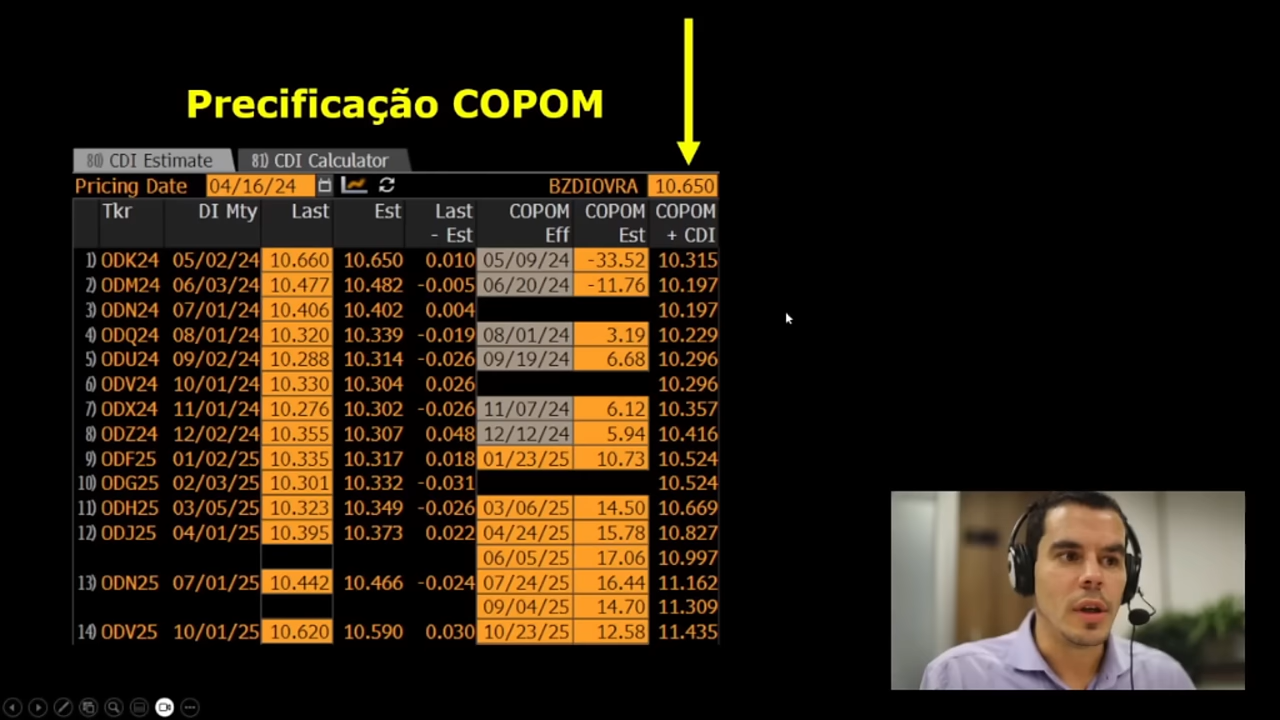 Precificação COPOM
80) CDI Estimate 81) CDI Calculator
Pricing Date 04/16/24 BZDIOVRA 10.650
Tkr DI Mty Last Est Last - Est COPOM Eff COPOM Est COPOM + CDI
1) ODK24 05/02/24 10.660 10.650 0.010 05/09/24 -33.52 10.315
2) ODM24 06/03/24 10.477 10.482 -0.005 06/20/24 -11.76 10.197
3) ODN24 07/01/24 10.406 10.402 0.004 10.197
4) ODQ24 08/01/24 10.320 10.339 -0.019 08/01/24 3.19 10.229
5) ODU24 09/02/24 10.288 10.314 -0.026 09/19/24 6.68 10.296
6) ODV24 10/01/24 10.330 10.304 0.026 10.296
7) ODX24 11/01/24 10.276 10.302 -0.026 11/07/24 6.12 10.357
8) ODZ24 12/02/24 10.355 10.307 0.048 12/12/24 5.94 10.416
9) ODF25 01/02/25 10.335 10.317 0.018 01/23/25 10.73 10.524
10) ODG25 02/03/25 10.301 10.332 -0.031 10.524
11) ODH25 03/05/25 10.323 10.349 -0.026 03/06/25 14.50 10.669
12) ODJ25 04/01/25 10.395 10.373 0.022 04/24/25 15.78 10.827
06/05/25 17.06 10.997
13) ODN25 07/01/25 10.442 10.466 -0.024 07/24/25 16.44 11.162
09/04/25 14.70 11.309
14) ODV25 10/01/25 10.620 10.590 0.030 10/23/25 12.58 11.435